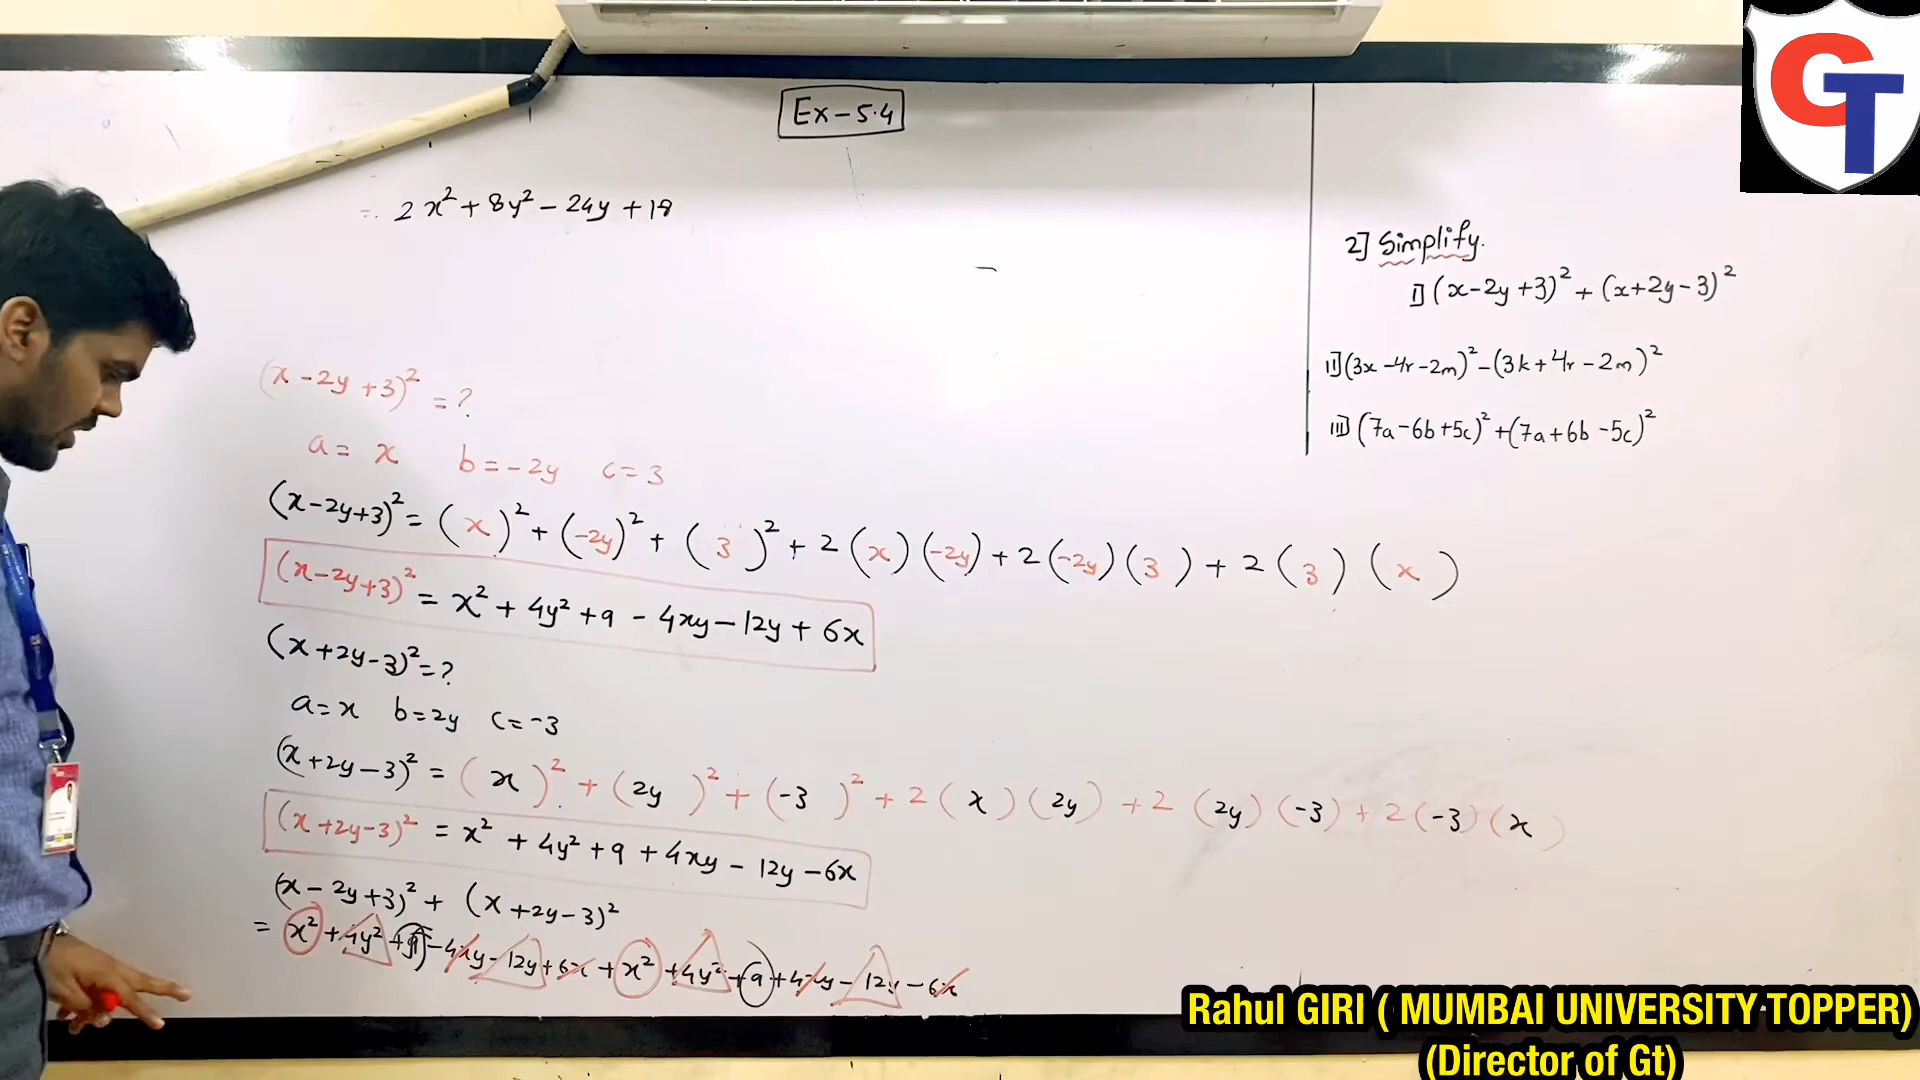 GT
Ex-5.4
= 2x² + 8y² - 24y + 18
2] Simplify.
I] (x-2y+3)² + (x+2y-3)²
II] (3x-4r-2m)² - (3k+4r-2m)²
III] (7a-6b+5c)² + (7a+6b-5c)²
(x-2y+3)² = ?
a = x b = -2y c = 3
(x-2y+3)² = (x)² + (-2y)² + (3)² + 2(x)(-2y) + 2(-2y)(3) + 2(3)(x)
(x-2y+3)² = x² + 4y² + 9 - 4xy - 12y + 6x
(x+2y-3)² = ?
a = x b = 2y c = -3
(x+2y-3)² = (x)² + (2y)² + (-3)² + 2(x)(2y) + 2(2y)(-3) + 2(-3)(x)
(x+2y-3)² = x² + 4y² + 9 + 4xy - 12y - 6x
(x-2y+3)² + (x+2y-3)²
= x² + 4y² + 9 - 4xy - 12y + 6x + x² + 4y² + 9 + 4xy - 12y - 6x
Rahul GIRI ( MUMBAI UNIVERSITY TOPPER)
(Director of Gt)